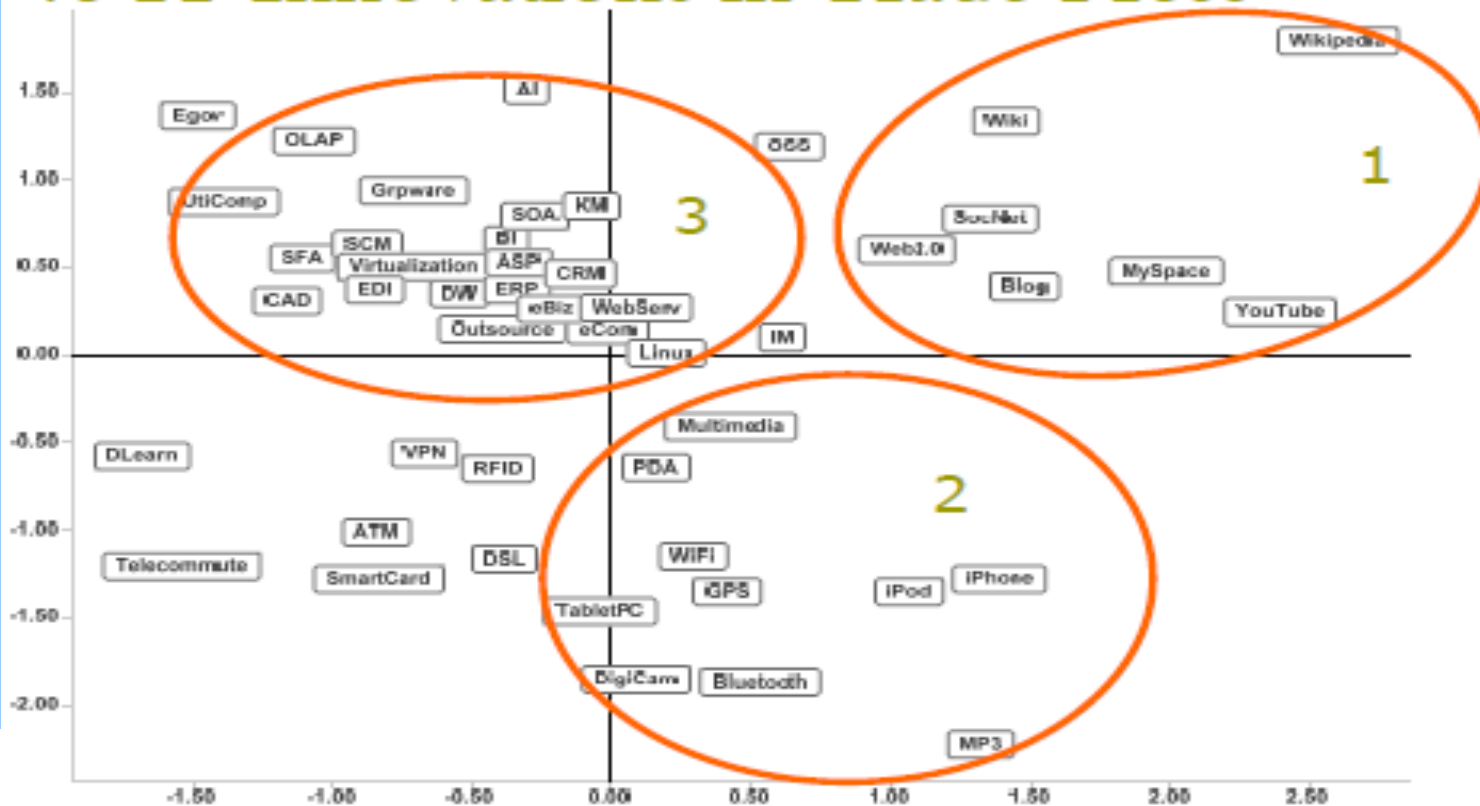 Wikipedia
1.50
AI
Egov
OLAP
Wiki
OSS
1
1.00
UtiComp
Grpware
SOA
KM
3
SocNet
SCM
BI
Web2.0
SFA
Virtualization
ASP
CRM
0.50
MySpace
CAD
EDI
DW
ERP
Blog
eBiz
WebServ
YouTube
Outsource
eCom
IM
0.00
Linux
Multimedia
-0.50
DLearn
VPN
RFID
PDA
2
-1.00
ATM
DSL
WiFi
Telecommute
SmartCard
GPS
iPod
iPhone
-1.50
TabletPC
DigiCam
Bluetooth
-2.00
MP3
-1.50 -1.00 -0.50 0.00 0.50 1.00 1.50 2.00 2.50